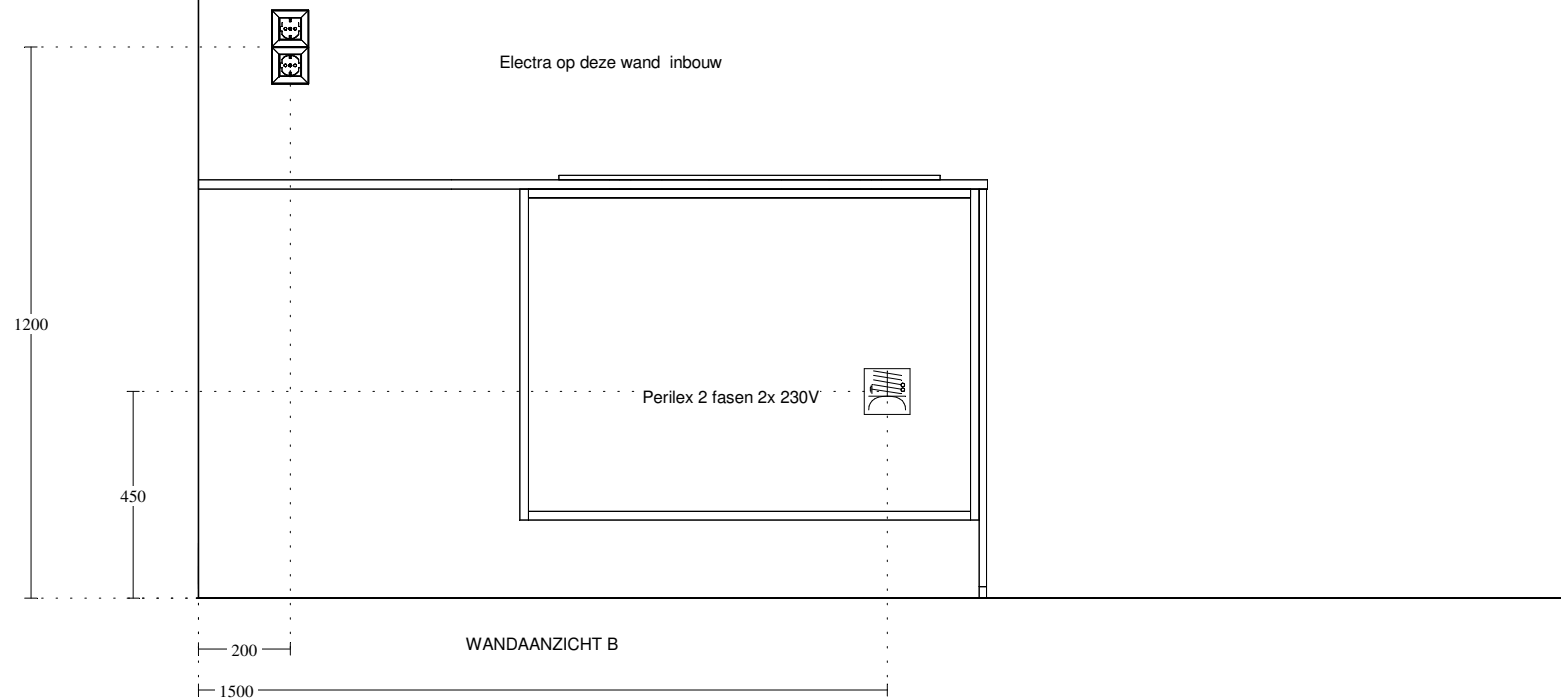 Electra op deze wand  inbouw
1200
Perilex 2 fasen 2x 230V
450
WANDAANZICHT B
200
1500